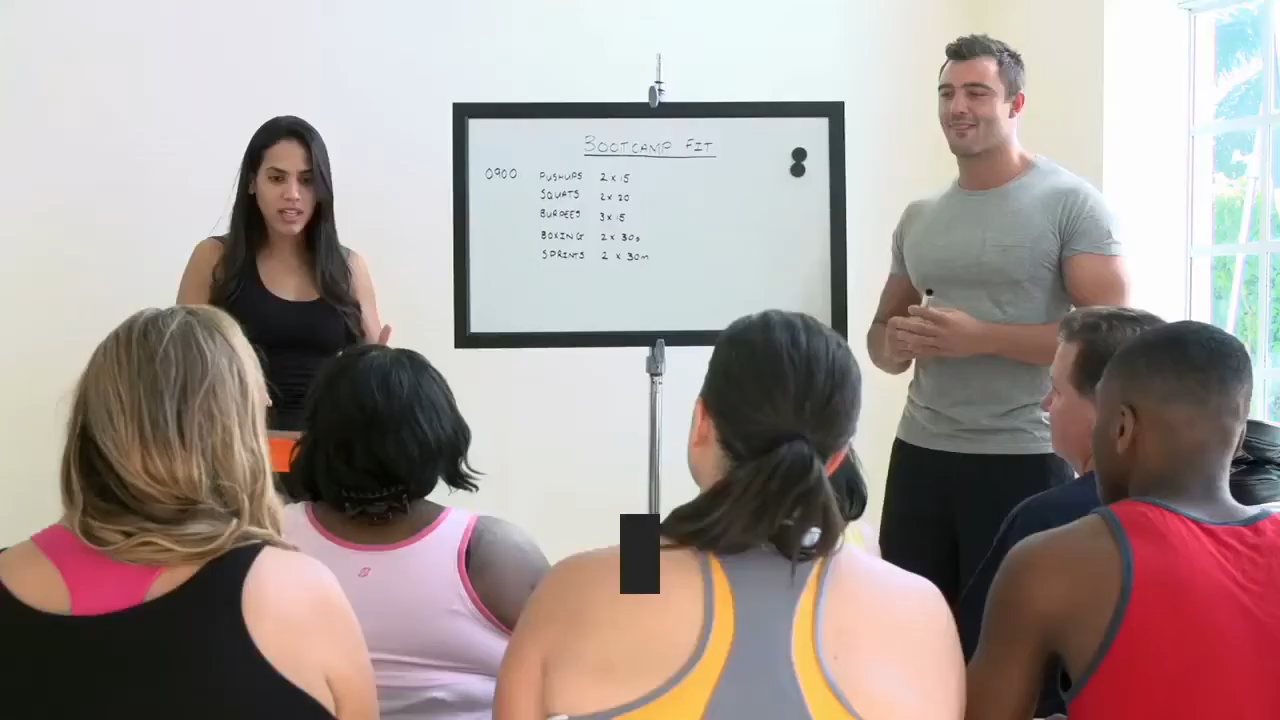 BOOTCAMP FIT
0900 PUSHUPS 2 x 15
SQUATS 2 x 20
BURPEES 3 x 15
BOXING 2 x 30s
SPRINTS 2 x 30m